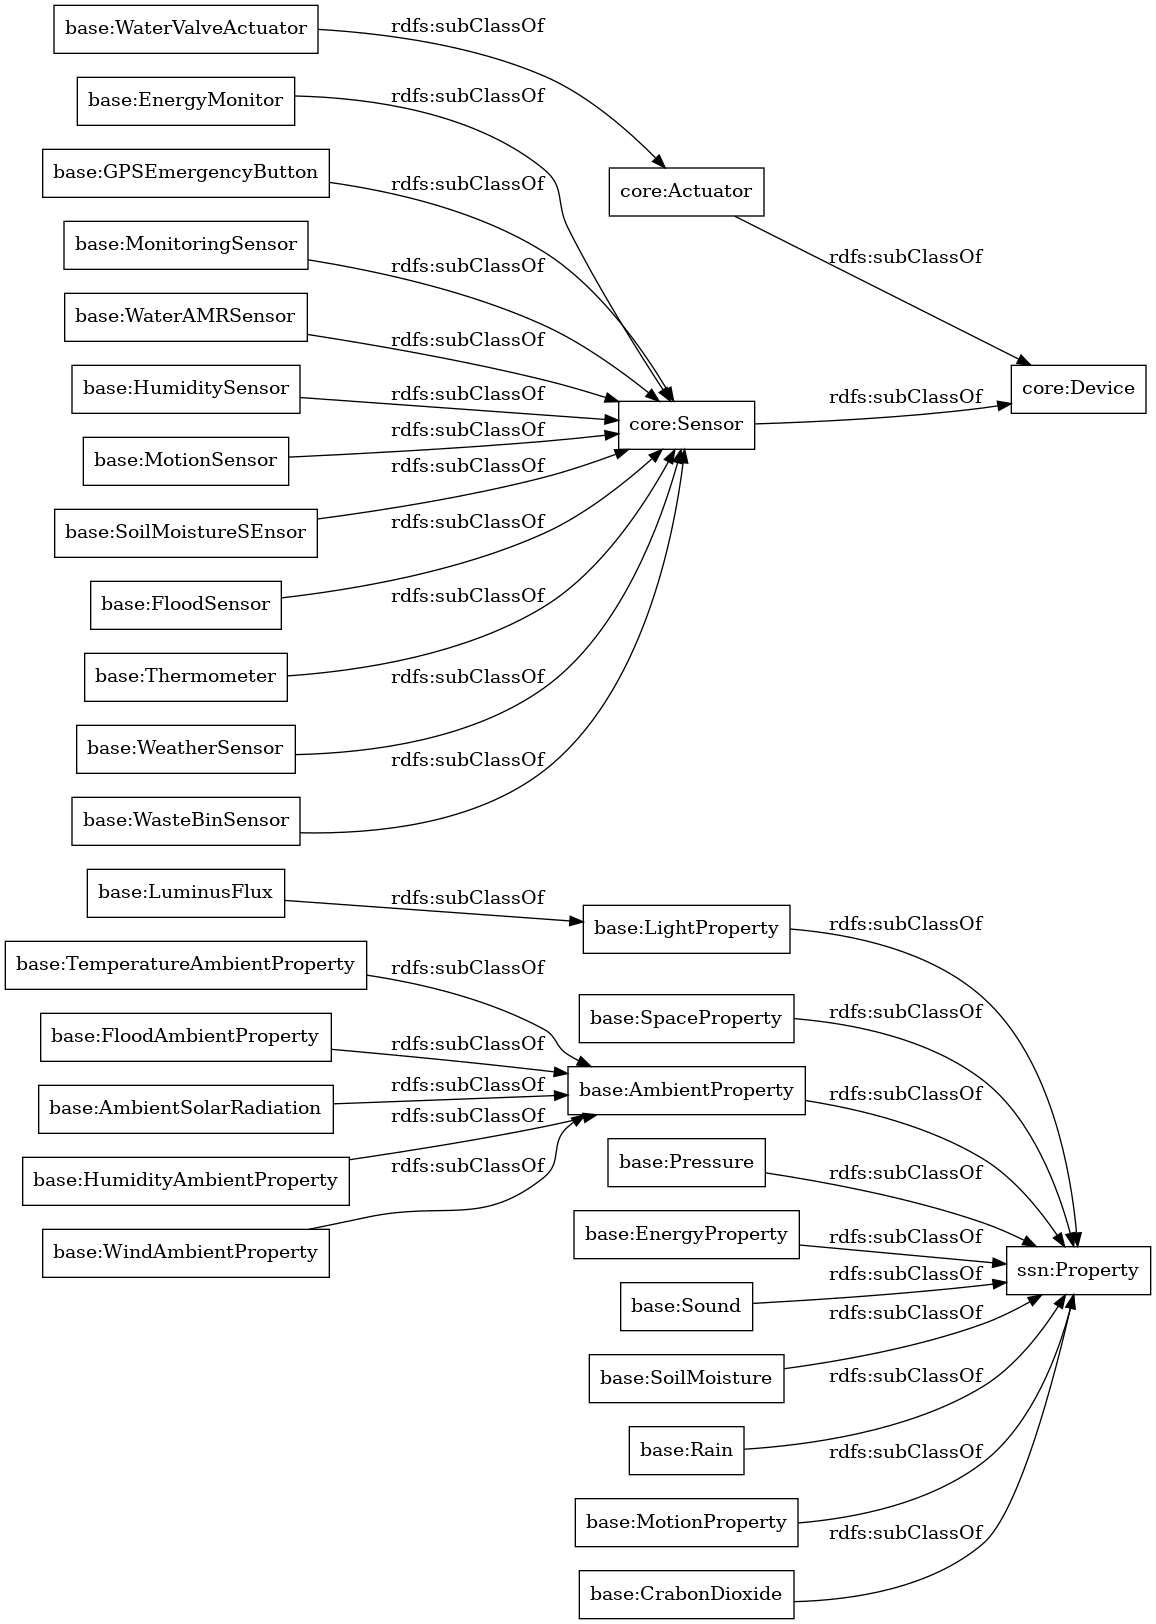 base:WaterValveActuator
rdfs:subClassOf
base:EnergyMonitor
rdfs:subClassOf
base:GPSEmergencyButton
rdfs:subClassOf
core:Actuator
base:MonitoringSensor
rdfs:subClassOf
rdfs:subClassOf
base:WaterAMRSensor
rdfs:subClassOf
base:HumiditySensor
rdfs:subClassOf
core:Device
rdfs:subClassOf
core:Sensor
rdfs:subClassOf
base:MotionSensor
rdfs:subClassOf
base:SoilMoistureSEnsor
rdfs:subClassOf
base:FloodSensor
rdfs:subClassOf
base:Thermometer
rdfs:subClassOf
base:WeatherSensor
rdfs:subClassOf
base:WasteBinSensor
base:LuminusFlux
rdfs:subClassOf
base:LightProperty
rdfs:subClassOf
base:TemperatureAmbientProperty
rdfs:subClassOf
base:SpaceProperty
rdfs:subClassOf
base:FloodAmbientProperty
rdfs:subClassOf
base:AmbientProperty
rdfs:subClassOf
base:AmbientSolarRadiation
rdfs:subClassOf
rdfs:subClassOf
base:HumidityAmbientProperty
rdfs:subClassOf
base:Pressure
rdfs:subClassOf
base:WindAmbientProperty
base:EnergyProperty
rdfs:subClassOf
ssn:Property
rdfs:subClassOf
base:Sound
rdfs:subClassOf
base:SoilMoisture
rdfs:subClassOf
base:Rain
rdfs:subClassOf
base:MotionProperty
rdfs:subClassOf
base:CrabonDioxide